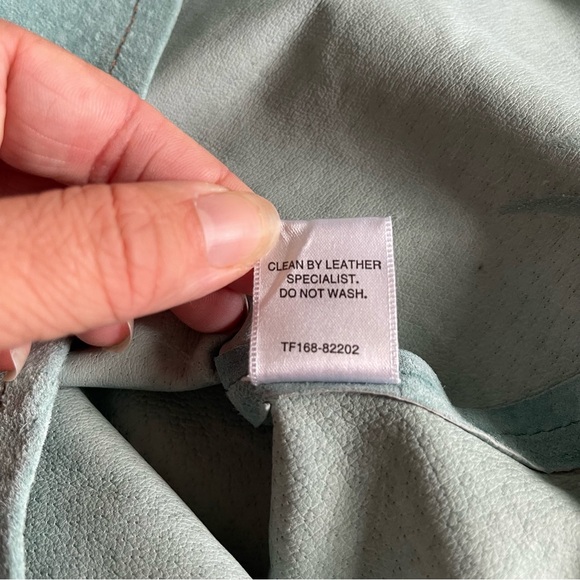 CLEAN BY LEATHER
SPECIALIST.
DO NOT WASH.
TF168-82202